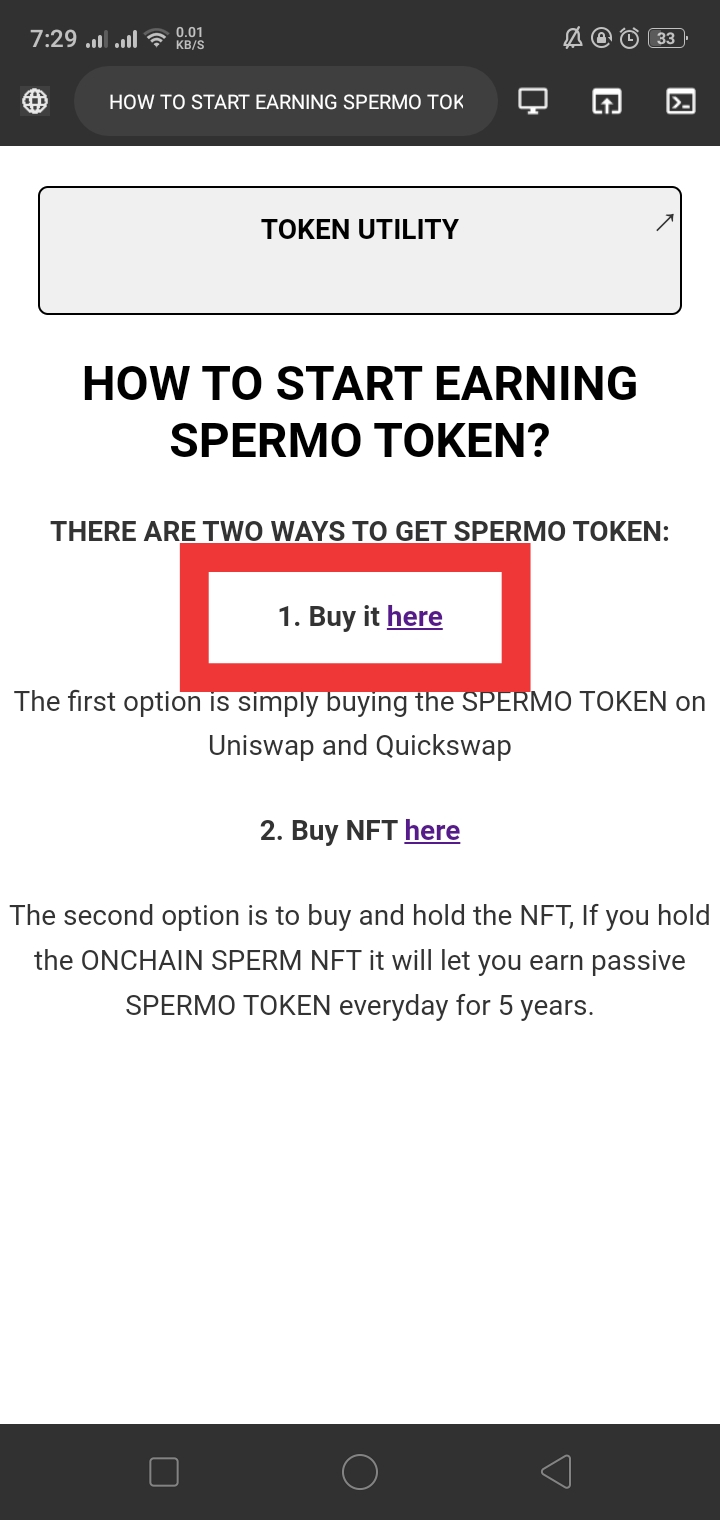 7:29 0.01 KB/S 33
HOW TO START EARNING SPERMO TOK
TOKEN UTILITY
HOW TO START EARNING
SPERMO TOKEN?
THERE ARE TWO WAYS TO GET SPERMO TOKEN:
1. Buy it here
The first option is simply buying the SPERMO TOKEN on
Uniswap and Quickswap
2. Buy NFT here
The second option is to buy and hold the NFT, If you hold
the ONCHAIN SPERM NFT it will let you earn passive
SPERMO TOKEN everyday for 5 years.